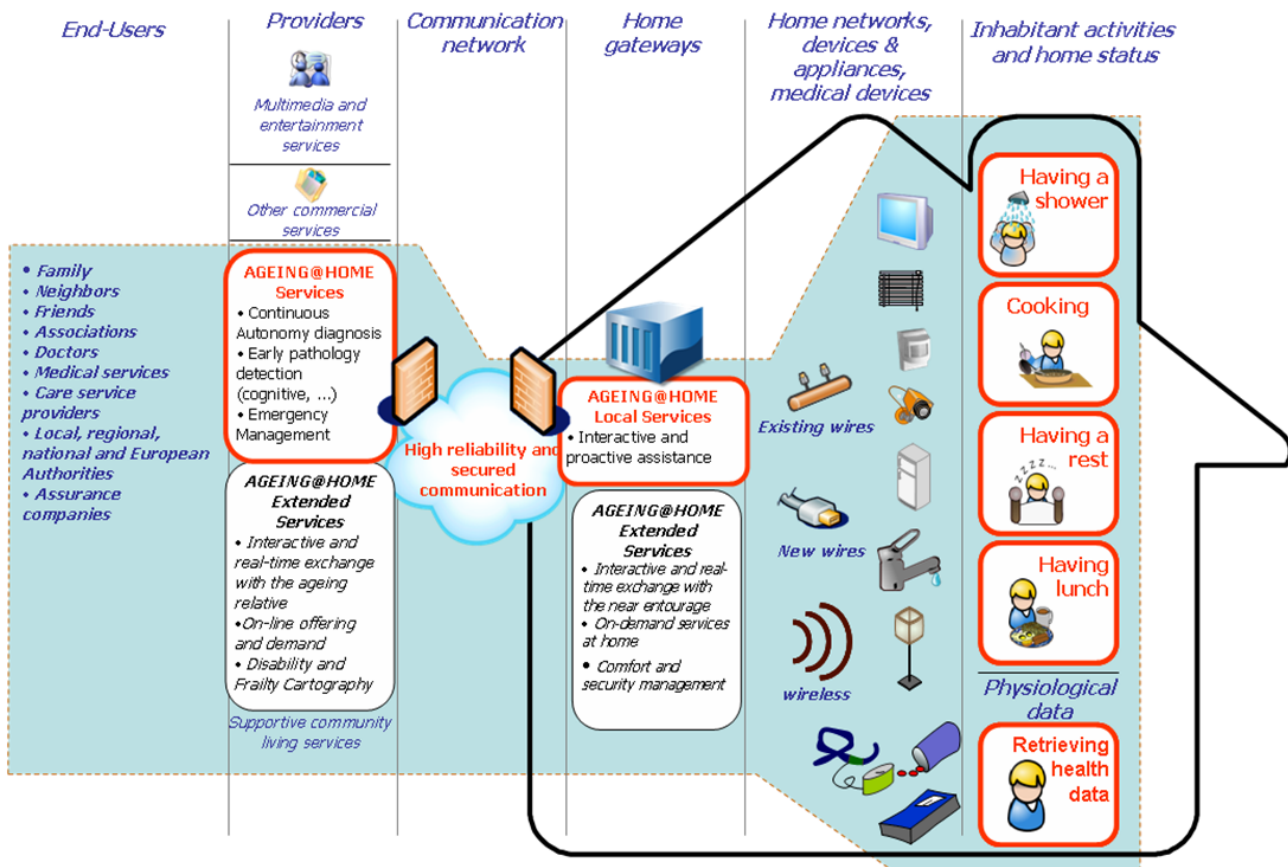 End-Users
Providers
Communication
network
Home
gateways
Home networks,
devices &
appliances,
medical devices
Inhabitant activities
and home status
Multimedia and
entertainment
services
Other commercial
services
• Family
• Neighbors
• Friends
• Associations
• Doctors
• Medical services
• Care service
providers
• Local, regional,
national and European
Authorities
• Assurance
companies
AGEING@HOME
Services
• Continuous
Autonomy diagnosis
• Early pathology
detection
(cognitive, ...)
• Emergency
Management
AGEING@HOME
Extended
Services
• Interactive and
real-time exchange
with the ageing
relative
•On-line offering
and demand
• Disability and
Frailty Cartography
Supportive community
living services
High reliability and
secured
communication
AGEING@HOME
Local Services
• Interactive and
proactive assistance
AGEING@HOME
Extended
Services
• Interactive and real-
time exchange with
the near entourage
• On-demand services
at home
• Comfort and
security management
Existing wires
New wires
wireless
Having a
shower
Cooking
Having a
rest
zzzz...
Having
lunch
Physiological
data
Retrieving
health
data